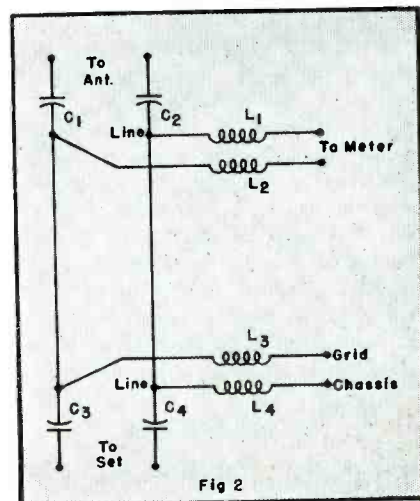 To
Ant.
C1
C2
L1
Line
To Meter
L2
L3
Grid
Line
Chassis
C3
C4
L4
To
Set
Fig 2